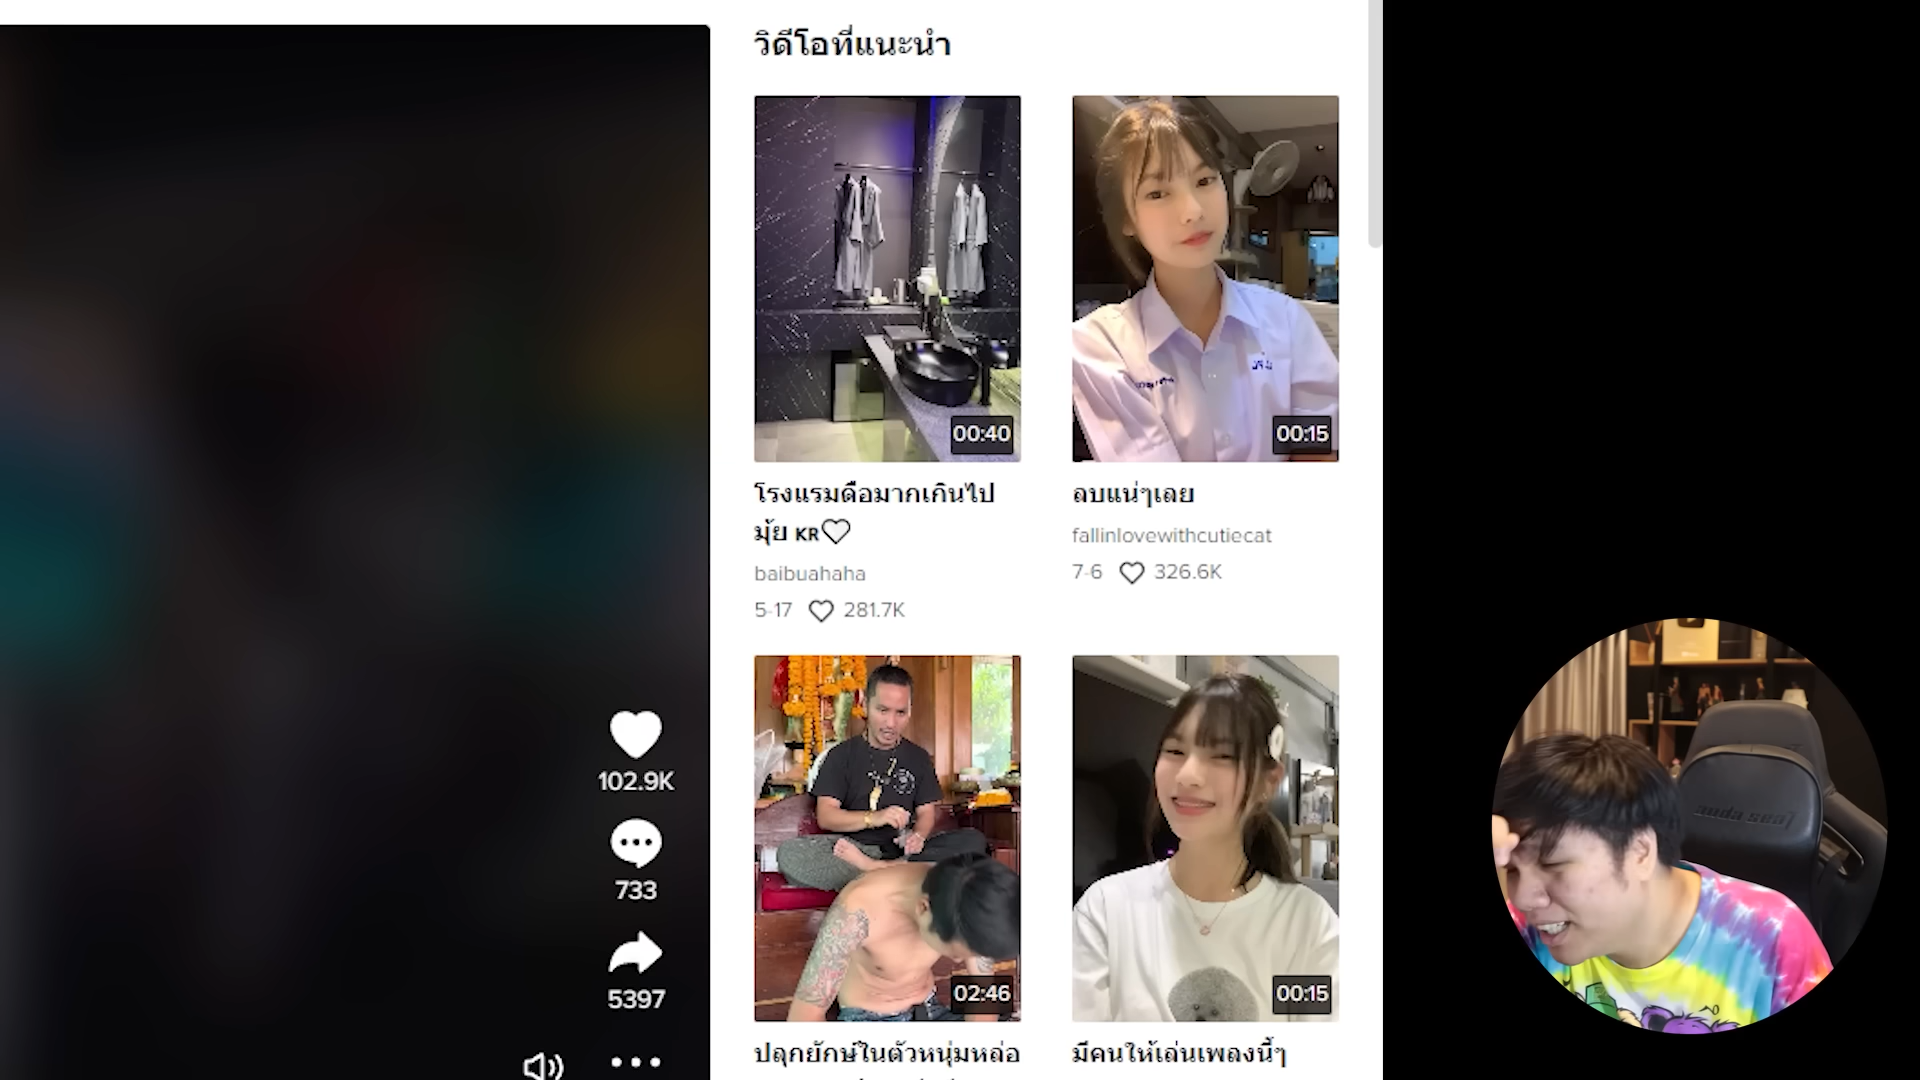 วิดีโอที่แนะนำ
00:40
00:15
โรงแรมดือมากเกินไป
มุ้ย KR♡
baibuahaha
5-17 281.7K
ลบแน่ๆเลย
fallinlovewithcutiecat
7-6 326.6K
102.9K
733
5397
02:46
00:15
ปลุกยักษ์ในตัวหนุ่มหล่อ
มีคนให้เล่นเพลงนี้ๆ
anda seaT